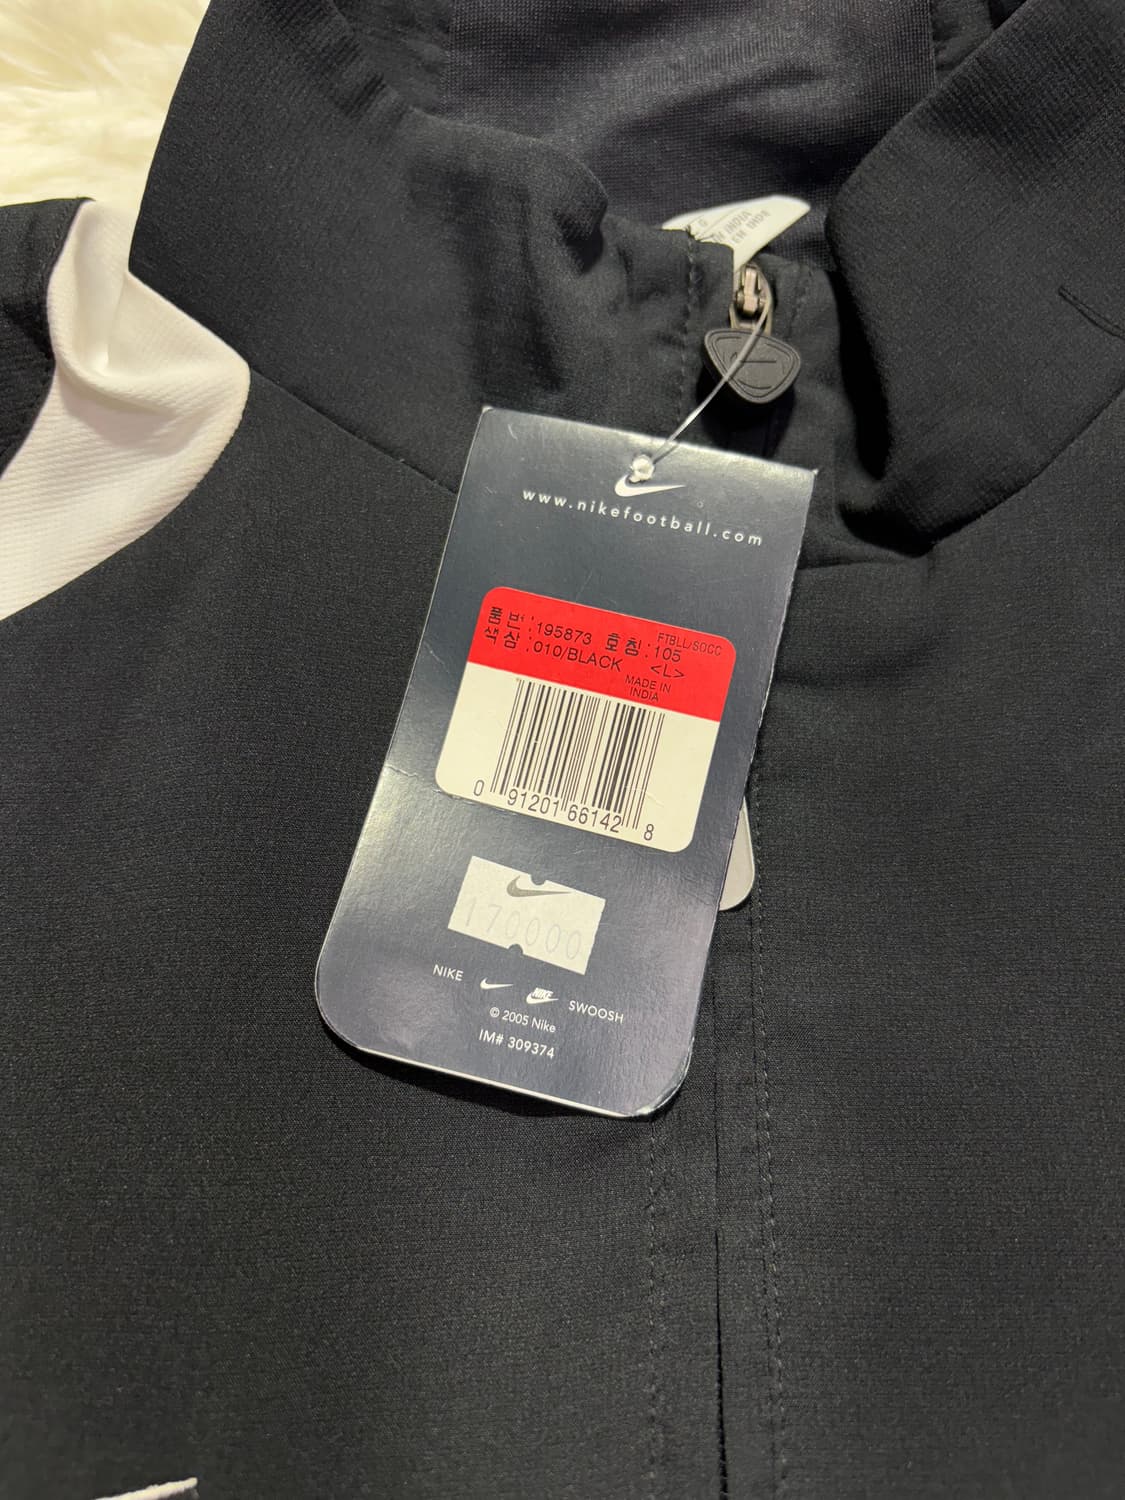 www.nikefootball.com
FTBLL/SOCC
품 번 : 195873 호 칭 : 105
색 상 : 010/BLACK <L>
MADE IN
INDIA
0 91201 66142 8
170000
NIKE NIKE SWOOSH
© 2005 Nike
IM# 309374